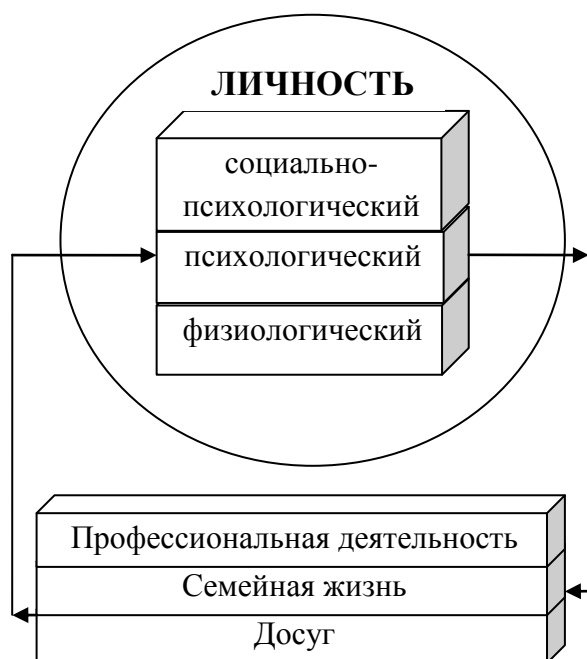 ЛИЧНОСТЬ
социально-
психологический
психологический
физиологический
Профессиональная деятельность
Семейная жизнь
Досуг